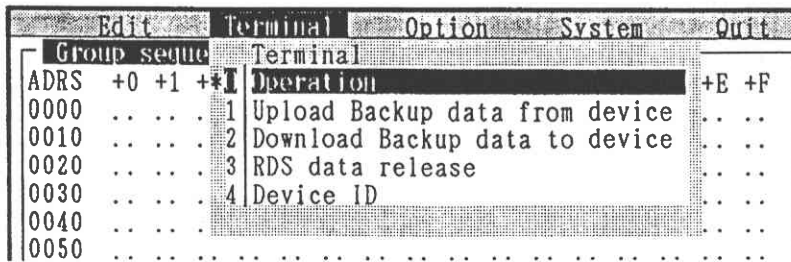 Edit Terminal Option System Quit
Group seque Terminal
ADRS +0 +1 +* Operation +E +F
0000 .. .. . 1 Upload Backup data from device .. ..
0010 .. .. . 2 Download Backup data to device .. ..
0020 .. .. . 3 RDS data release .. ..
0030 .. .. . 4 Device ID .. ..
0040 .. .. . .. ..
0050 .. .. .. .. .. .. .. .. .. .. .. .. .. .. .. ..